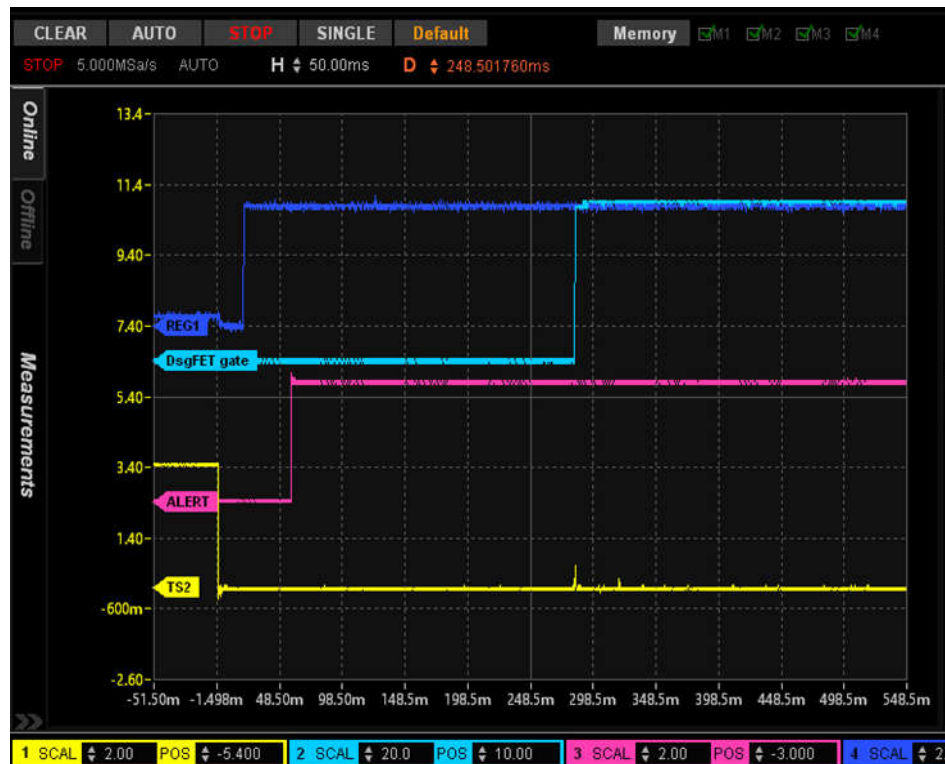 CLEAR AUTO STOP SINGLE Default Memory M1 M2 M3 M4
STOP 5.000MSa/s AUTO H 50.00ms D 248.501760ms
Online
Offline
Measurements
13.4
11.4
9.40
7.40
5.40
3.40
1.40
-600m
-2.60
REG1
DsgFET gate
ALERT
TS2
-51.50m -1.498m 48.50m 98.50m 148.5m 198.5m 248.5m 298.5m 348.5m 398.5m 448.5m 498.5m 548.5m
1 SCAL 2.00 POS -5.400 2 SCAL 20.0 POS 10.00 3 SCAL 2.00 POS -3.000 4 SCAL 2